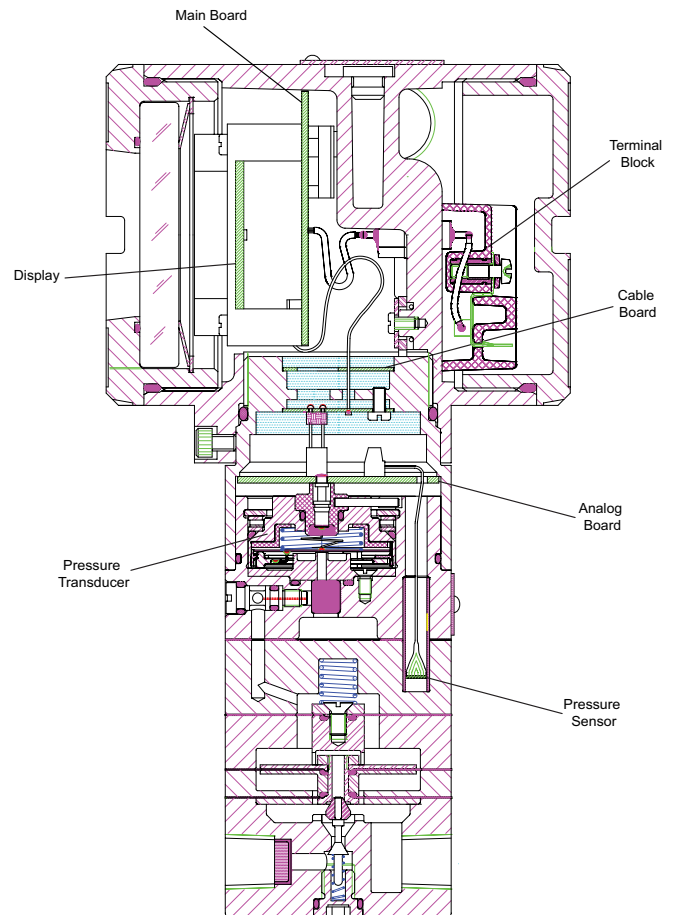 Main Board
Terminal
Block
Display
Cable
Board
Analog
Board
Pressure
Transducer
Pressure
Sensor